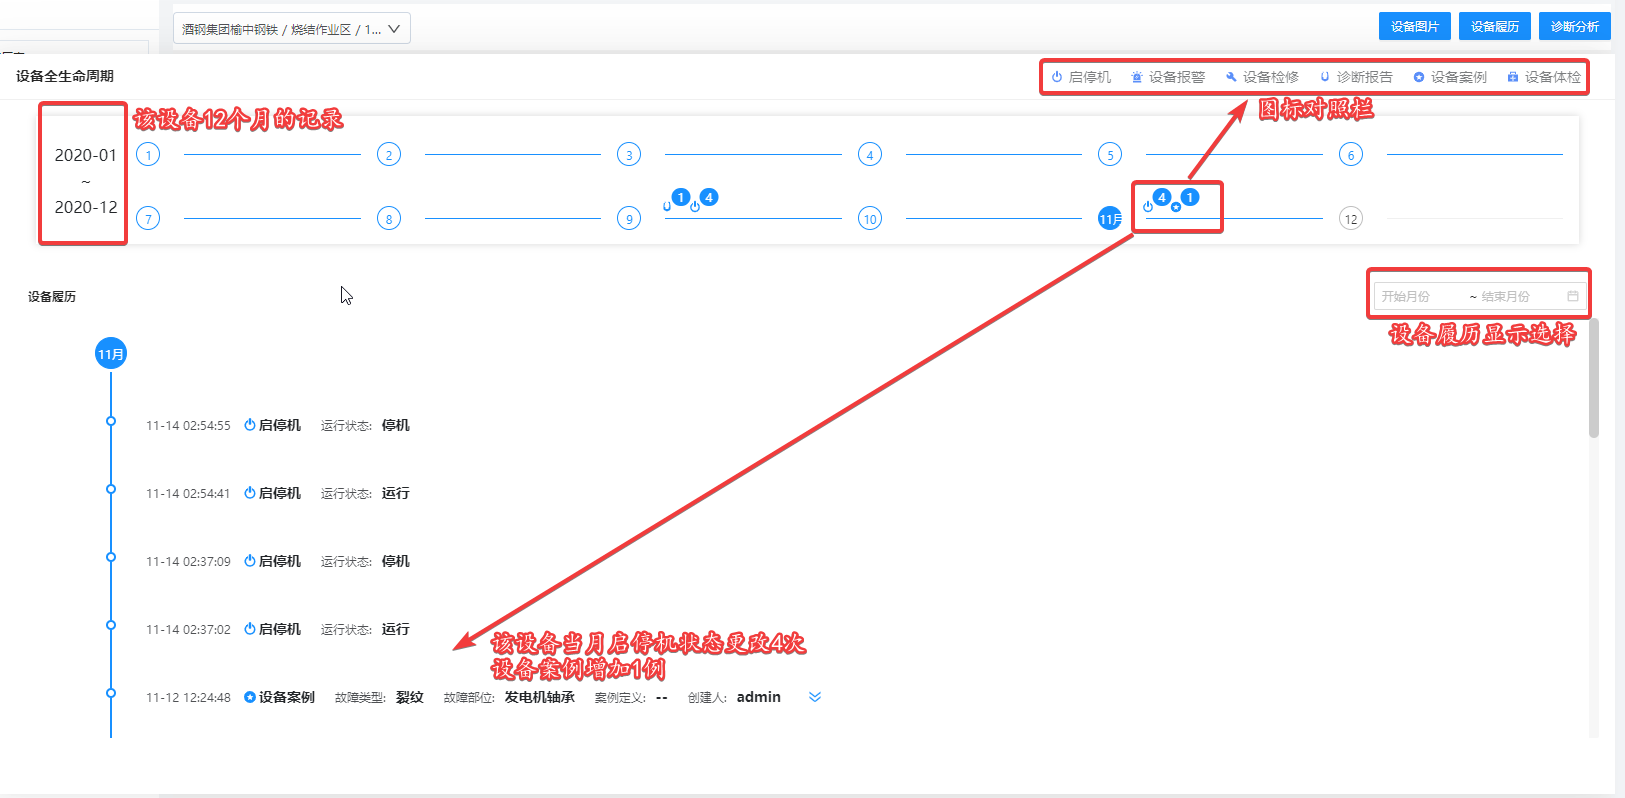 酒钢集团榆中钢铁 / 烧结作业区 / 1...
设备图片
设备履历
诊断分析
设备全生命周期
启停机
设备报警
设备检修
诊断报告
设备案例
设备体检
该设备12个月的记录
图标对照栏
2020-01
~
2020-12
1
2
3
4
5
6
1
4
4
1
7
8
9
10
11月
12
设备履历
开始月份 ~ 结束月份
设备履历显示选择
11月
11-14 02:54:55 启停机 运行状态: 停机
11-14 02:54:41 启停机 运行状态: 运行
11-14 02:37:09 启停机 运行状态: 停机
11-14 02:37:02 启停机 运行状态: 运行
该设备当月启停机状态更改4次
设备案例增加1例
11-12 12:24:48 设备案例 故障类型: 裂纹 故障部位: 发电机轴承 案例定义: -- 创建人: admin